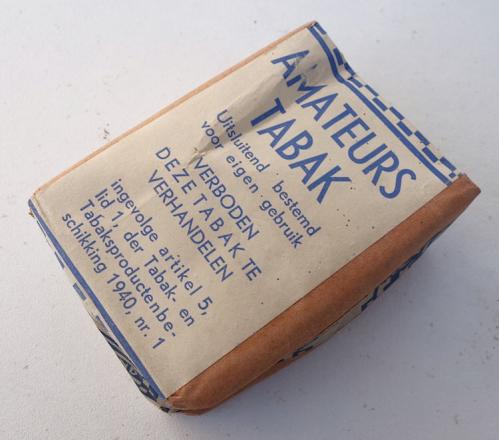 AMATEURS
TABAK
Uitsluitend bestemd
voor eigen gebruik
VERBODEN
DEZE TABAK TE
VERHANDELEN
ingevolge artikel 5,
lid 1, der Tabak- en
Tabaksproductenbe-
schikking 1940, nr. 1